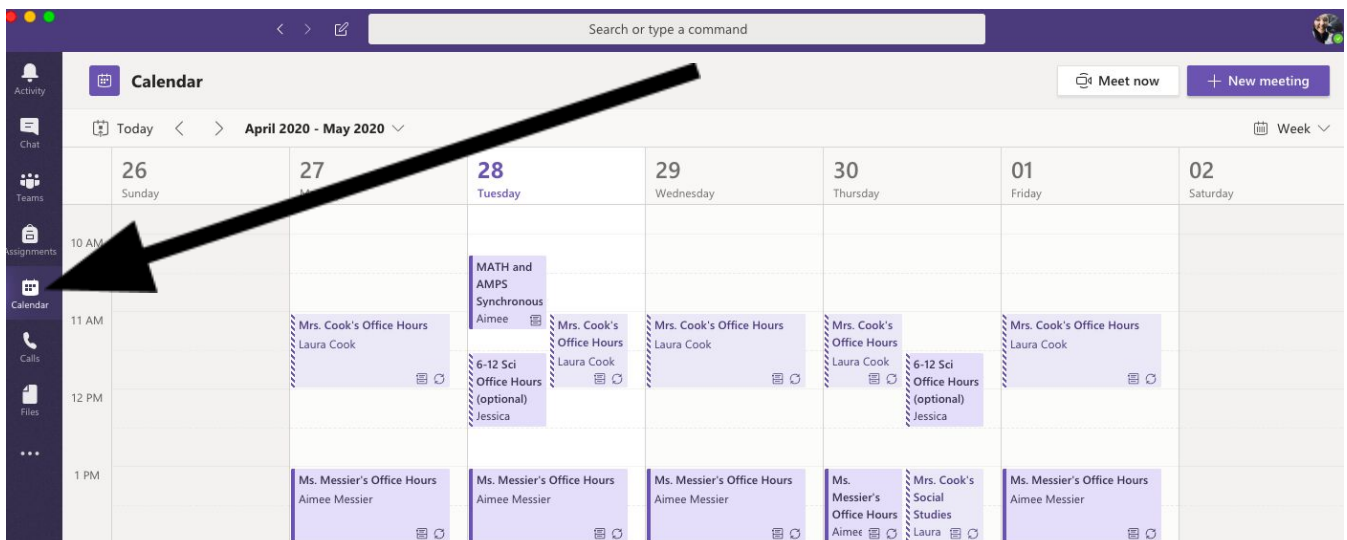 Search or type a command
Activity
Chat
Teams
Assignments
Calendar
Calls
Files
Calendar
Meet now
+ New meeting
Today
April 2020 - May 2020
Week
26
Sunday
27
28
Tuesday
29
Wednesday
30
Thursday
01
Friday
02
Saturday
10 AM
11 AM
12 PM
1 PM
Mrs. Cook's Office Hours
Laura Cook
Ms. Messier's Office Hours
Aimee Messier
MATH and
AMPS
Synchronous
Aimee
Mrs. Cook's
Office Hours
Laura Cook
6-12 Sci
Office Hours
(optional)
Jessica
Ms. Messier's Office Hours
Aimee Messier
Mrs. Cook's Office Hours
Laura Cook
Ms. Messier's Office Hours
Aimee Messier
Mrs. Cook's
Office Hours
Laura Cook
6-12 Sci
Office Hours
(optional)
Jessica
Ms.
Messier's
Office Hours
Aimee
Mrs. Cook's
Social
Studies
Laura
Mrs. Cook's Office Hours
Laura Cook
Ms. Messier's Office Hours
Aimee Messier